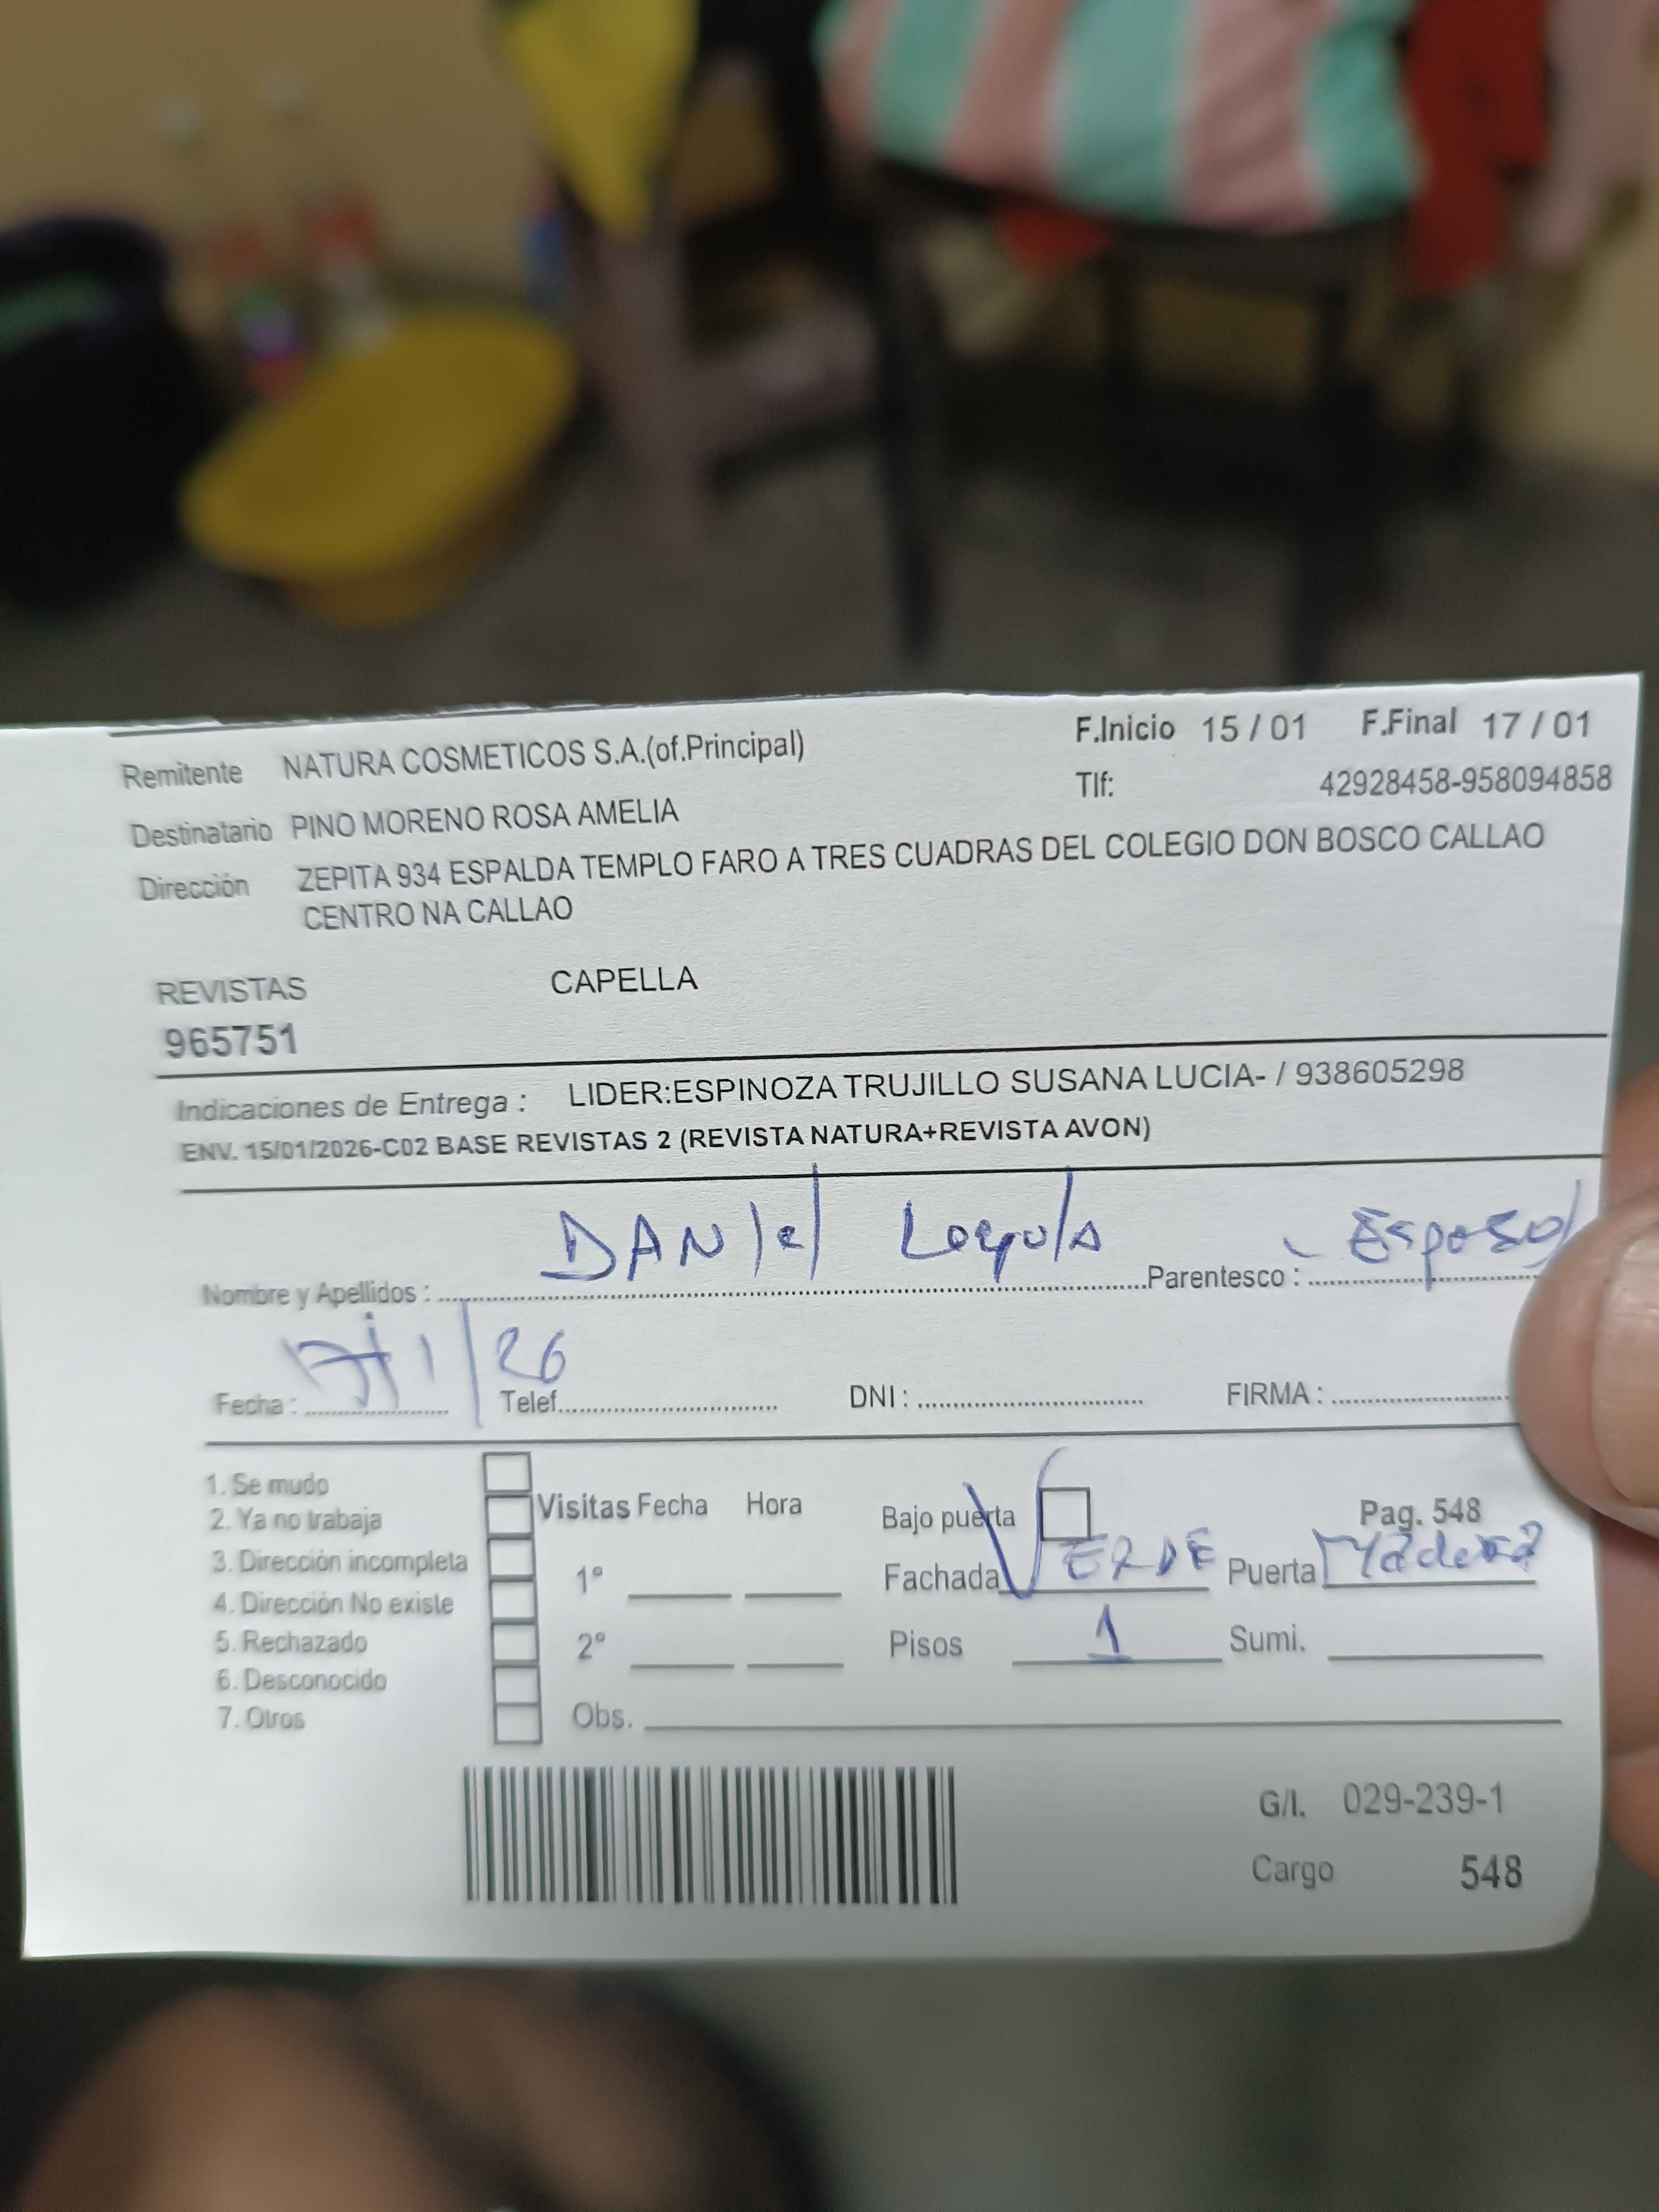 Remitente NATURA COSMETICOS S.A.(of.Principal) F.Inicio 15 / 01 F.Final 17 / 01
Tlf: 42928458-958094858
Destinatario PINO MORENO ROSA AMELIA
Dirección ZEPITA 934 ESPALDA TEMPLO FARO A TRES CUADRAS DEL COLEGIO DON BOSCO CALLAO
CENTRO NA CALLAO
REVISTAS CAPELLA
965751
Indicaciones de Entrega : LIDER:ESPINOZA TRUJILLO SUSANA LUCIA- / 938605298
ENV. 15/01/2026-C02 BASE REVISTAS 2 (REVISTA NATURA+REVISTA AVON)
Nombre y Apellidos : DANIel Parentesco : Esposo
Fecha : 17/1/26 Telef. DNI : FIRMA :
1. Se mudo
2. Ya no trabaja
3. Dirección incompleta
4. Dirección No existe
5. Rechazado
6. Desconocido
7. Otros
Visitas Fecha Hora
1º
2º
Obs.
Bajo puerta Pag. 548
Fachada VERDE Puerta Madera
Pisos 1 Sumi.
G/I. 029-239-1
Cargo 548